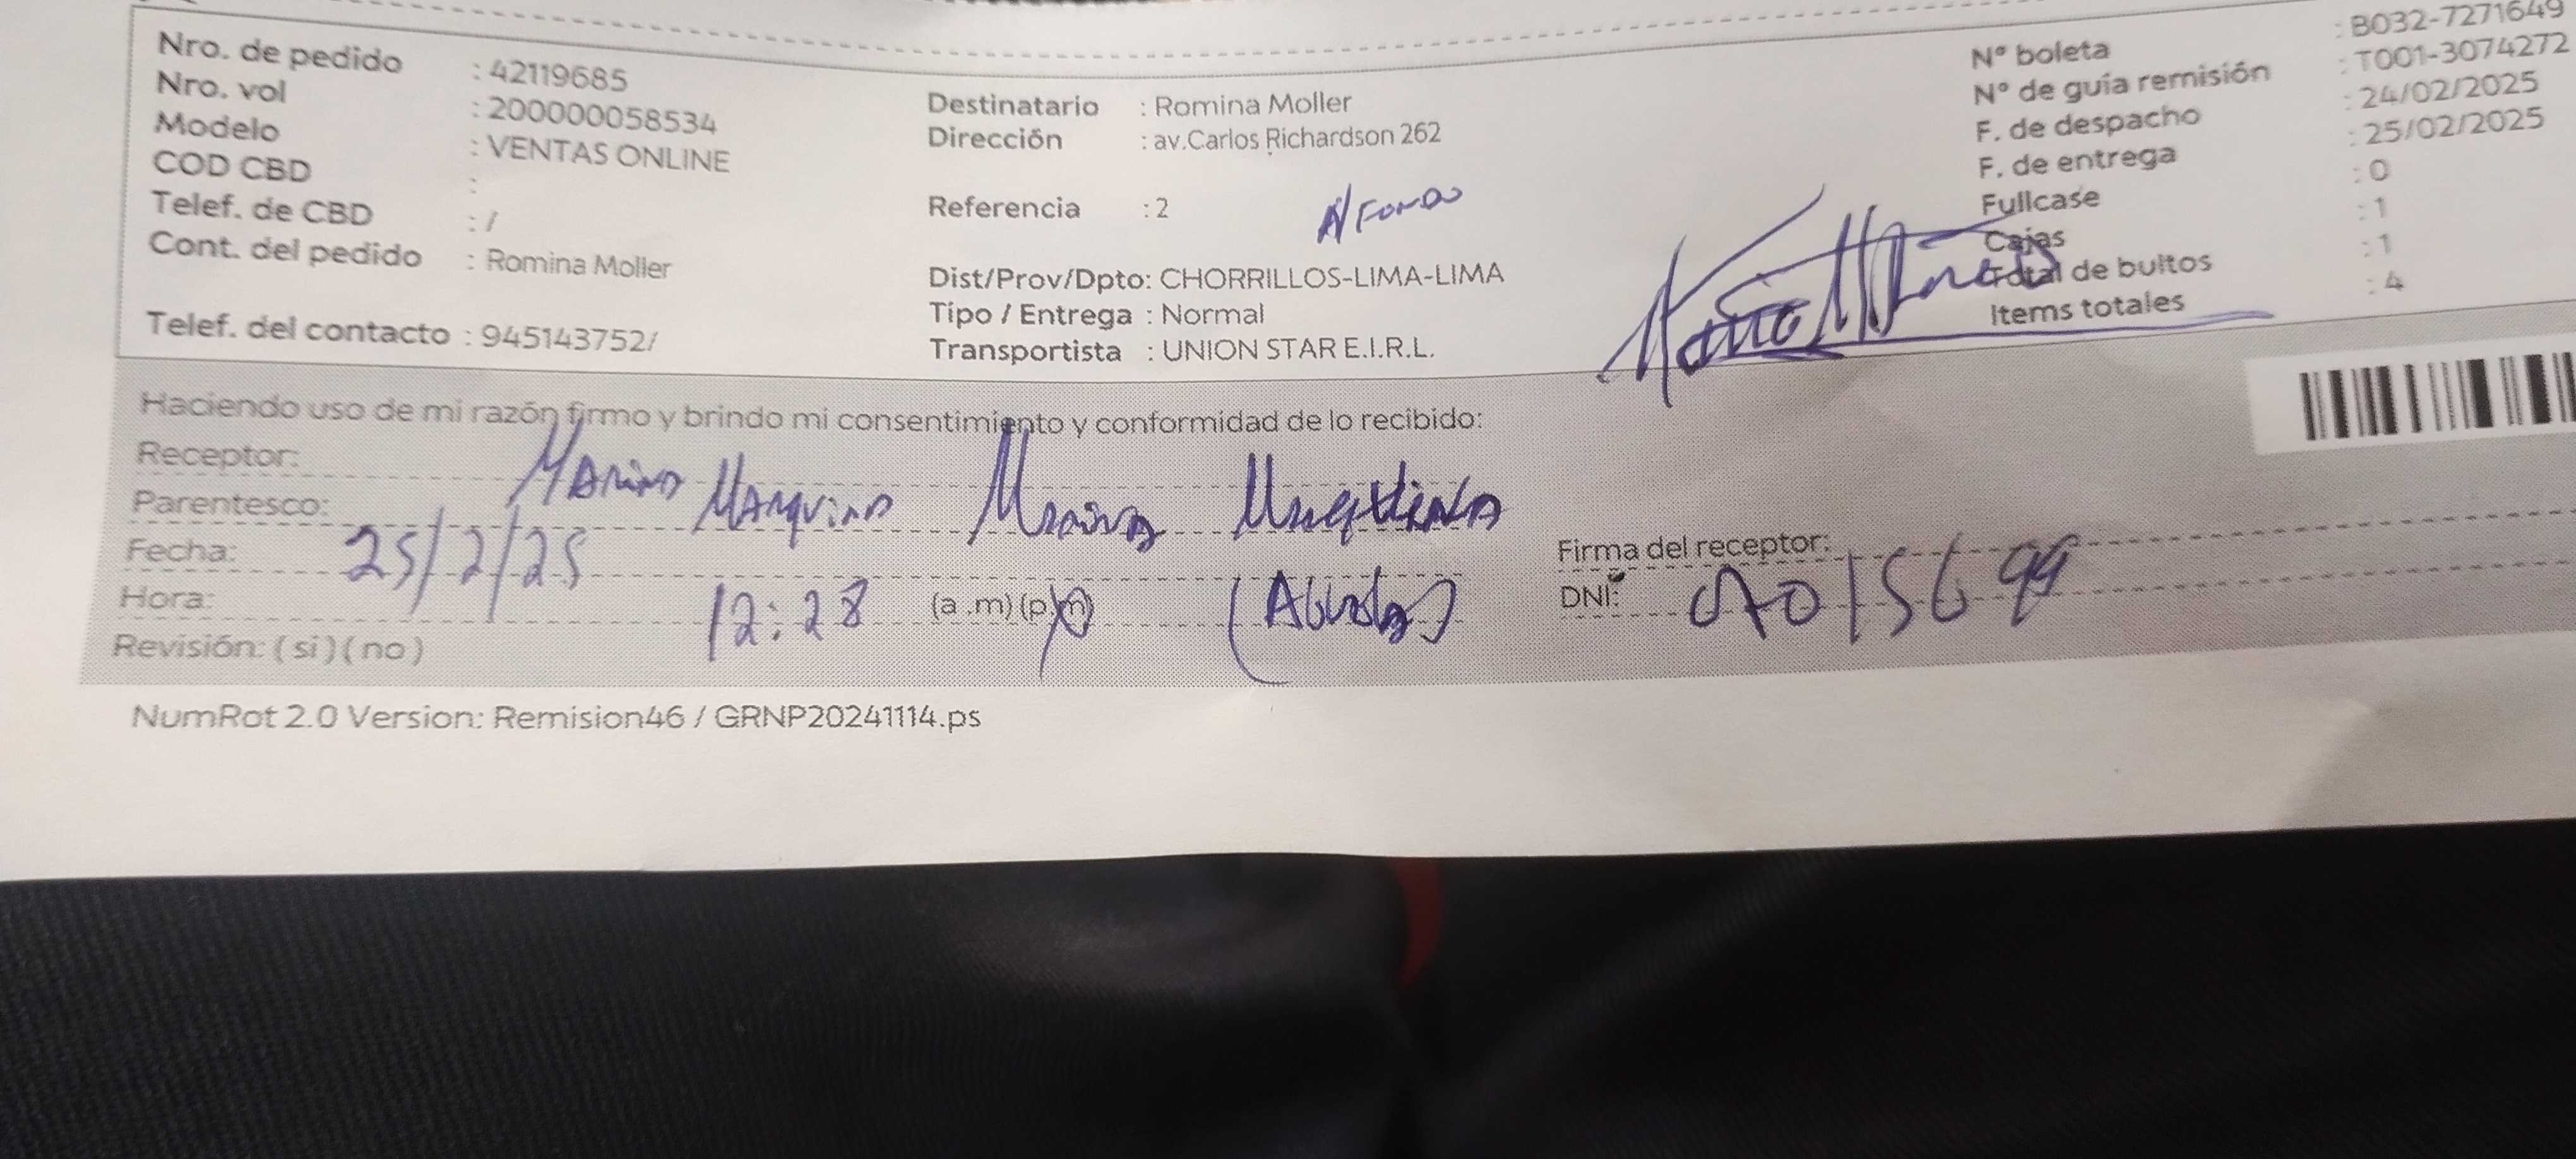 Nro. de pedido : 42119685
Nro. vol : 200000058534
Modelo : VENTAS ONLINE
COD CBD :
Telef. de CBD : /
Cont. del pedido : Romina Moller
Telef. del contacto : 945143752/
Destinatario : Romina Moller
Dirección : av.Carlos Richardson 262
Referencia : 2
Dist/Prov/Dpto: CHORRILLOS-LIMA-LIMA
Tipo / Entrega : Normal
Transportista : UNION STAR E.I.R.L.
N° boleta : B032-7271649
N° de guía remisión : T001-3074272
F. de despacho : 24/02/2025
F. de entrega : 25/02/2025
Fullcase : 0
Cajas : 1
Total de bultos : 1
Items totales : 4
Haciendo uso de mi razón firmo y brindo mi consentimiento y conformidad de lo recibido:
Receptor:
Parentesco:
Fecha: 25/2/25
Hora: 12:28 (a .m) (p.m)
Revisión: ( si ) ( no )
Firma del receptor:
DNI:
NumRot 2.0 Version: Remision46 / GRNP20241114.ps